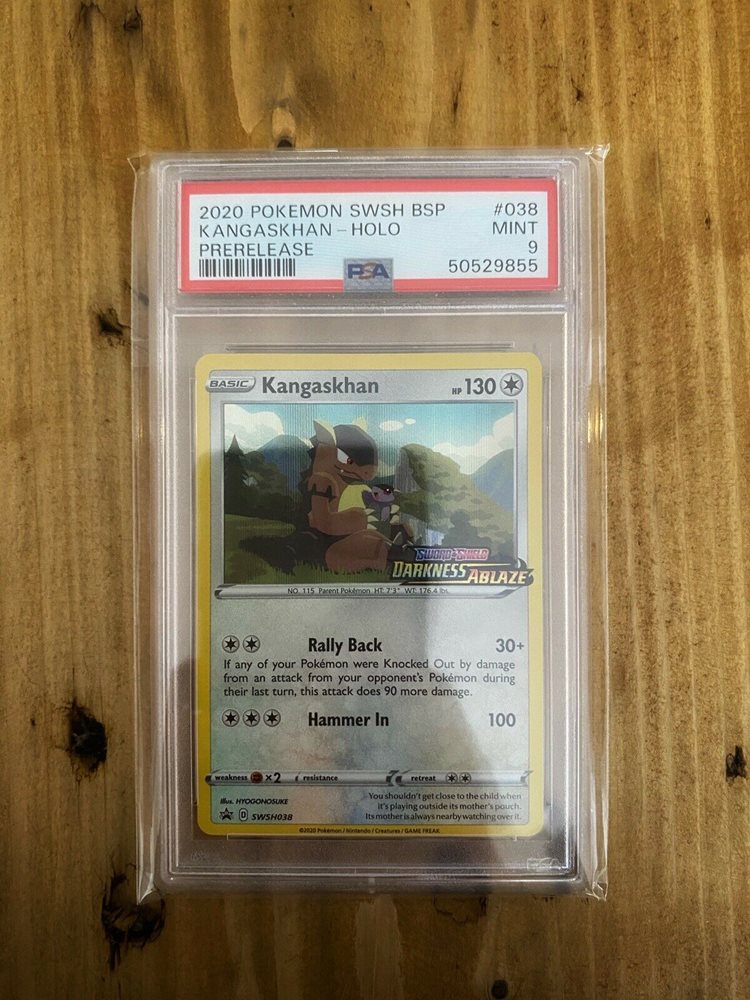 2020 POKEMON SWSH BSP #038
KANGASKHAN - HOLO MINT
PRERELEASE 9
PSA 50529855
BASIC Kangaskhan HP 130
SWORD & SHIELD
DARKNESS ABLAZE
NO. 115 Parent Pokémon HT: 7'3" WT: 176.4 lbs.
Rally Back 30+
If any of your Pokémon were Knocked Out by damage
from an attack from your opponent's Pokémon during
their last turn, this attack does 90 more damage.
Hammer In 100
weakness ×2 resistance retreat
You shouldn't get close to the child when
it's playing outside its mother's pouch.
Its mother is always nearby watching over it.
Illus. HYOGONOSUKE
D SWSH038
©2020 Pokémon / Nintendo / Creatures / GAME FREAK